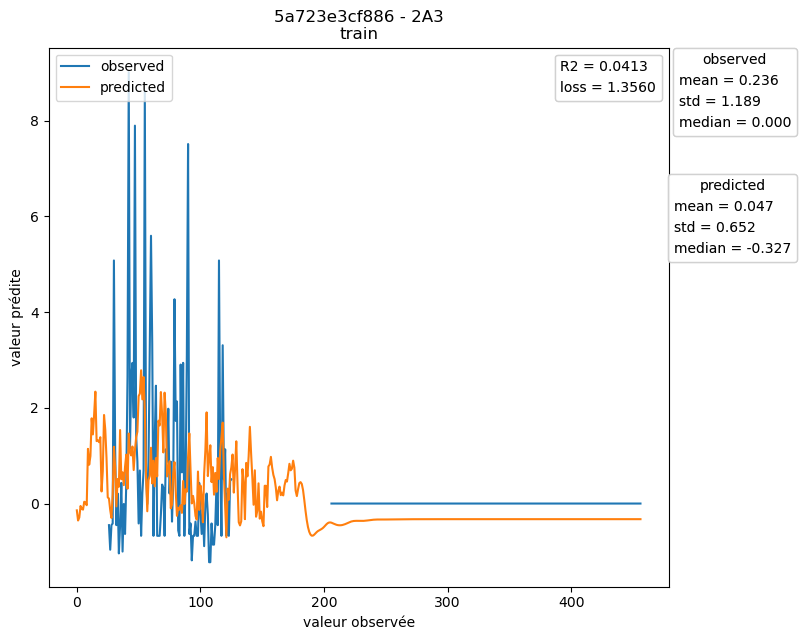 5a723e3cf886 - 2A3
train
observed
predicted
R2 = 0.0413
loss = 1.3560
observed
mean = 0.236
std = 1.189
median = 0.000
predicted
mean = 0.047
std = 0.652
median = -0.327
valeur prédite
8
6
4
2
0
0
100
200
300
400
valeur observée